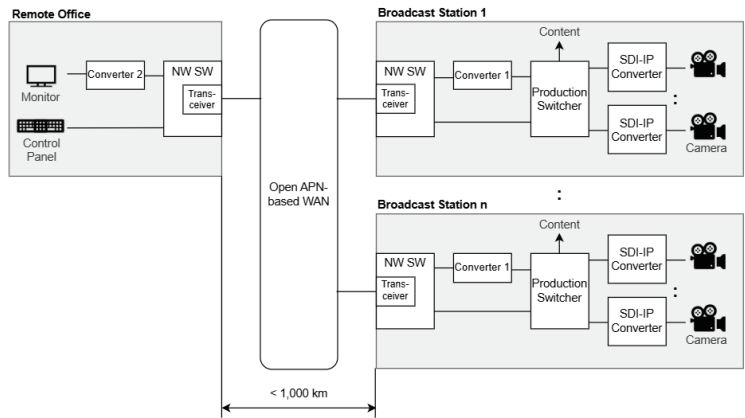 Remote Office
Monitor
Converter 2
NW SW
Trans-
ceiver
Control
Panel
Open APN-
based WAN
Broadcast Station 1
NW SW
Trans-
ceiver
Converter 1
Content
Production
Switcher
SDI-IP
Converter
:
SDI-IP
Converter
Camera
:
Broadcast Station n
NW SW
Trans-
ceiver
Converter 1
Content
Production
Switcher
SDI-IP
Converter
:
SDI-IP
Converter
Camera
< 1,000 km